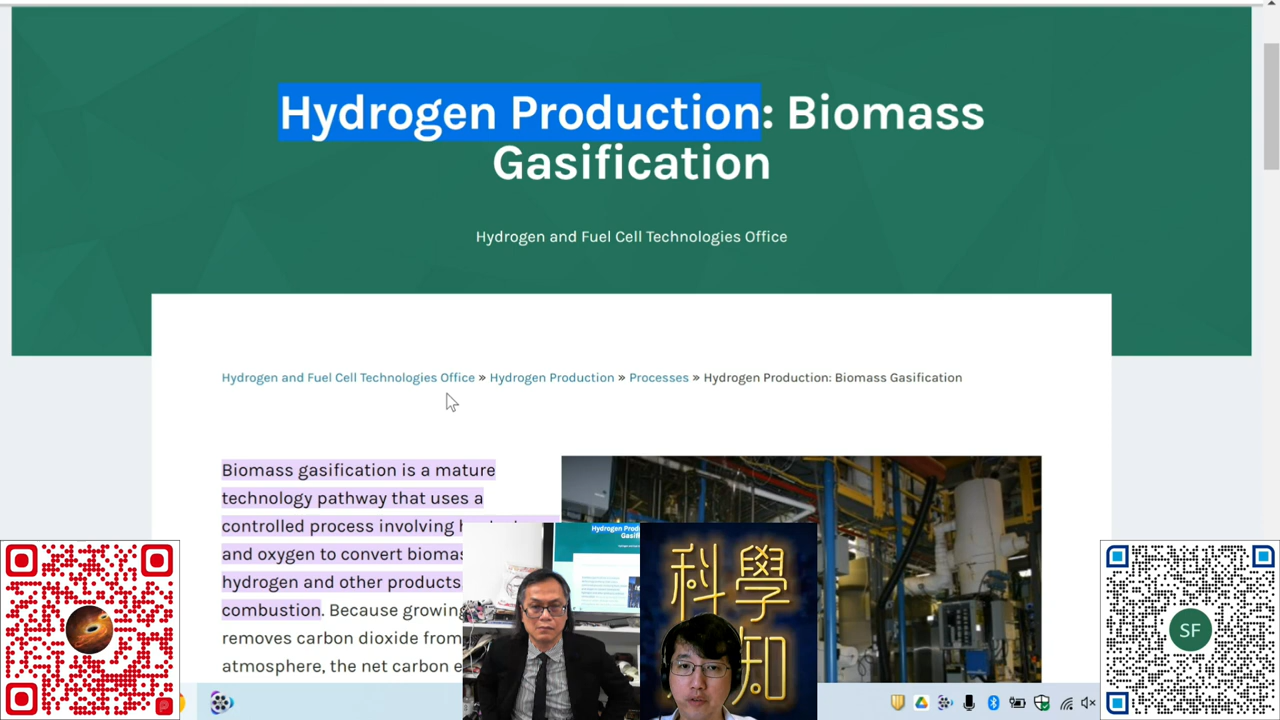 Hydrogen Production: Biomass
Gasification
Hydrogen and Fuel Cell Technologies Office
Hydrogen and Fuel Cell Technologies Office » Hydrogen Production » Processes » Hydrogen Production: Biomass Gasification
Biomass gasification is a mature
technology pathway that uses a
controlled process involving
and oxygen to convert
hydrogen and other products
combustion. Because growing
removes carbon dioxide from
atmosphere, the net carbon
科學
知
SF